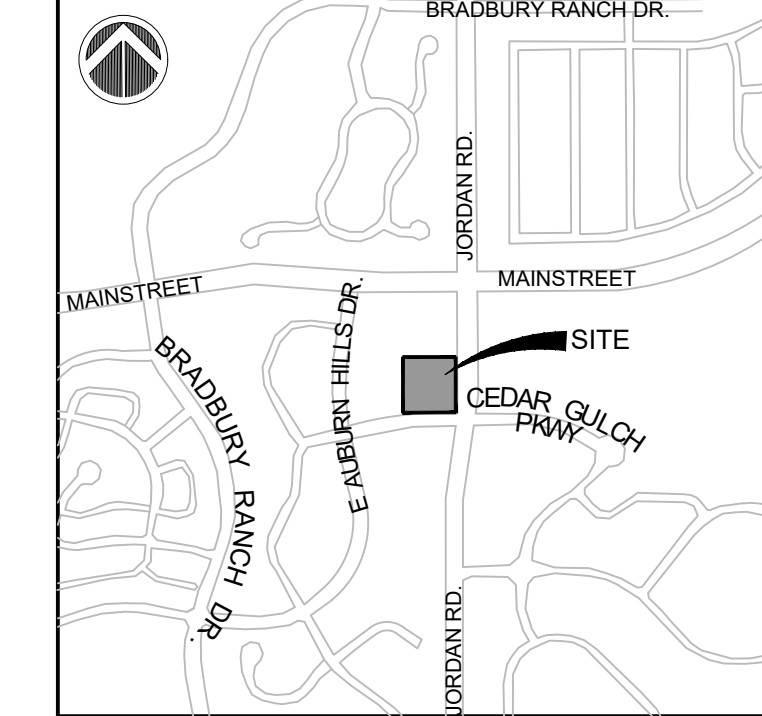 BRADBURY RANCH DR.
JORDAN RD.
MAINSTREET
MAINSTREET
E AUBURN HILLS DR.
SITE
BRADBURY RANCH DR.
CEDAR GULCH
PKWY
JORDAN RD.